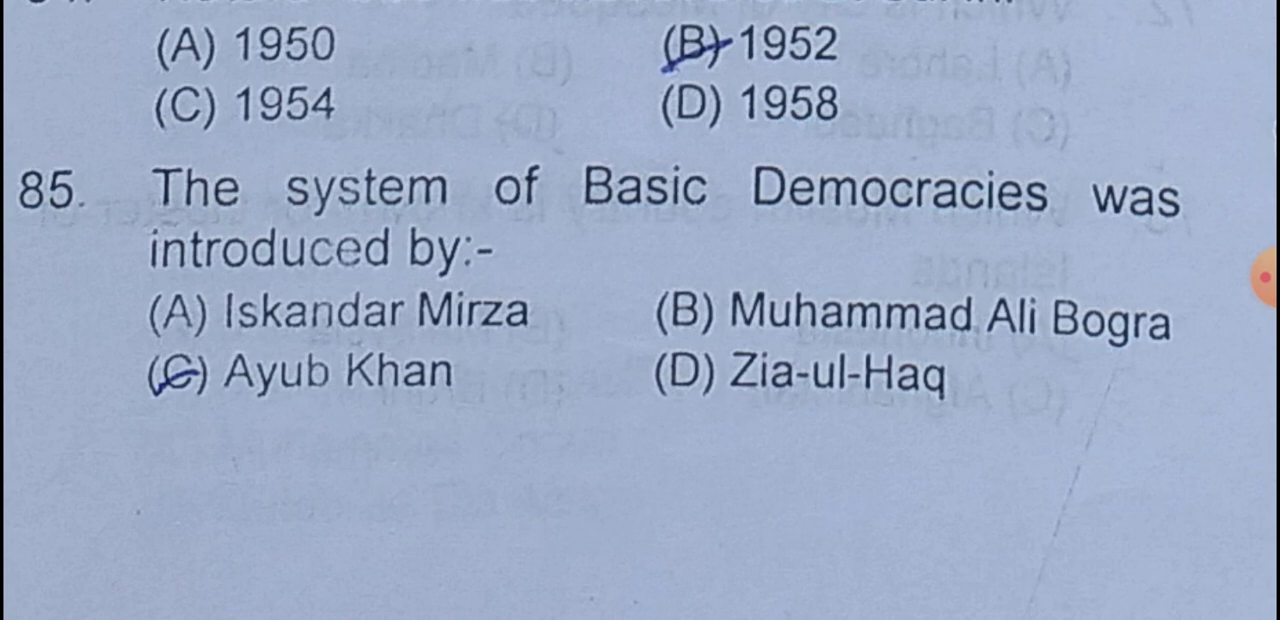 (A) 1950 (B) 1952
(C) 1954 (D) 1958
85. The system of Basic Democracies was
introduced by:-
(A) Iskandar Mirza (B) Muhammad Ali Bogra
(C) Ayub Khan (D) Zia-ul-Haq